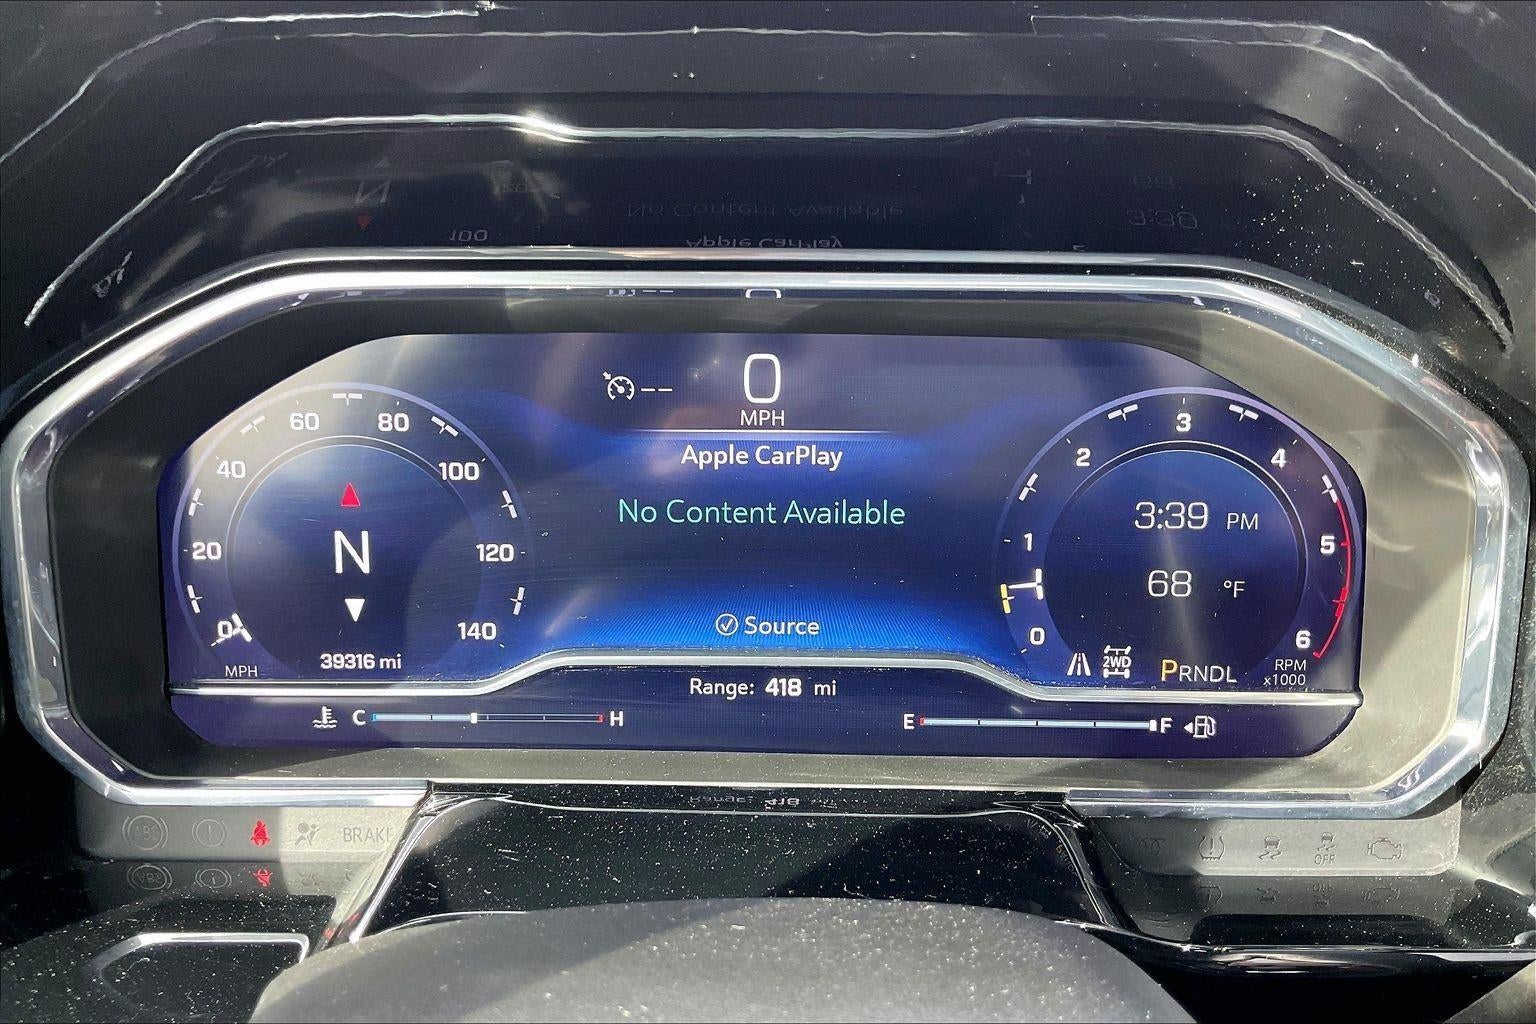 0
MPH
Apple CarPlay
No Content Available
Source
0
20
40
60
80
100
120
140
MPH
N
39316 mi
0
1
2
3
4
5
6
RPM
x1000
3:39 PM
68 °F
2WD
PRNDL
Range: 418 mi
C H
E F
ABS
BRAKE
OFF